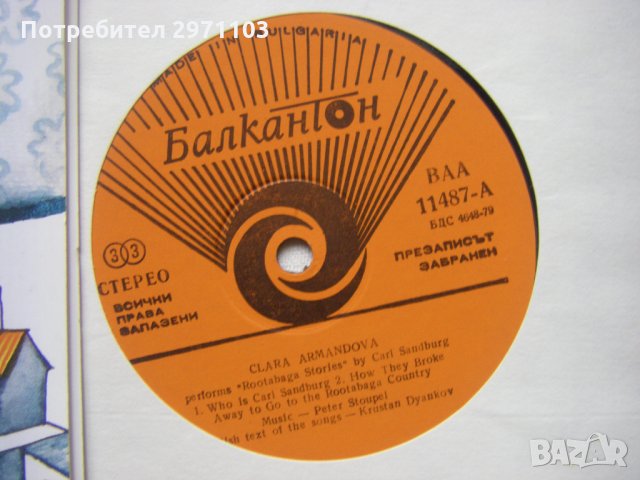 Потребител 2971103
MADE IN BULGARIA
Балкантон
ВАА
11487-А
БДС 4648-79
33
СТЕРЕО
ПРЕЗАПИСЪТ
ЗАБРАНЕН
ВСИЧКИ
ПРАВА
ЗАПАЗЕНИ
CLARA ARMANDOVA
performs "Rootabaga Stories" by Carl Sandburg
1. Who Is Carl Sandburg 2. How They Broke
Away to Go to the Rootabaga Country
Music — Peter Stoupel
text of the songs — Krustan Dyankov
BAZAR